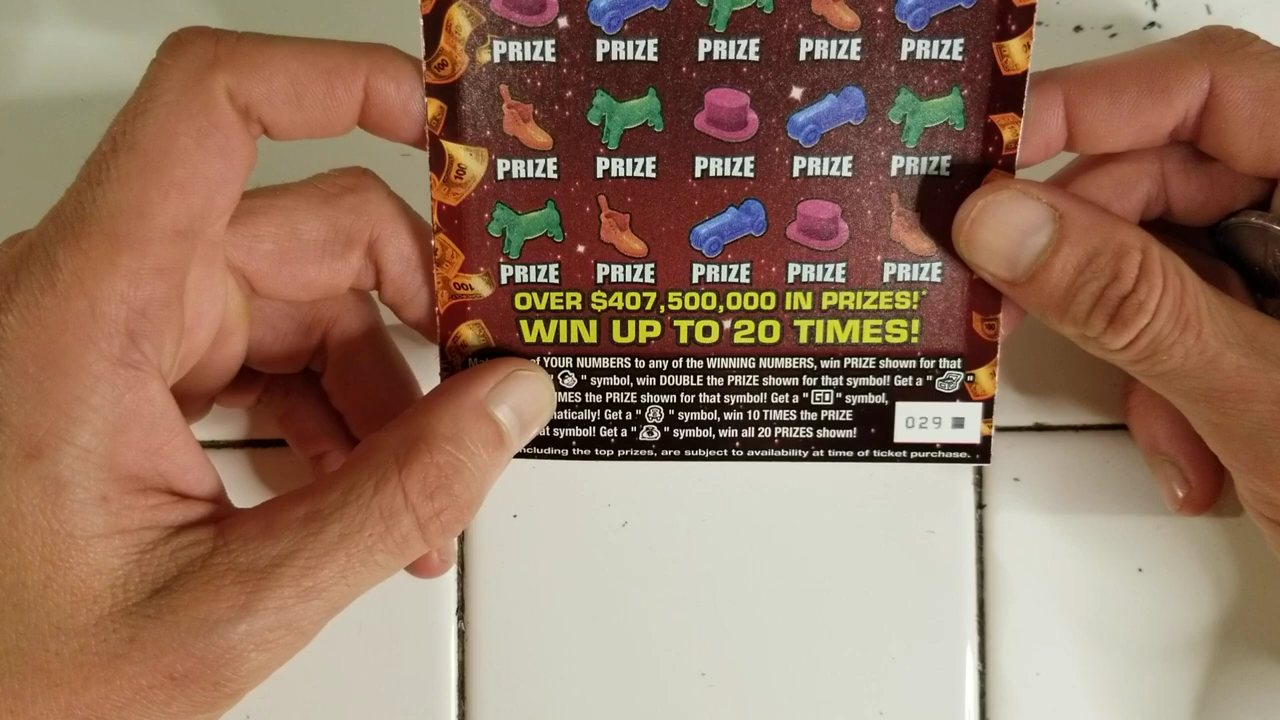 PRIZE PRIZE PRIZE PRIZE PRIZE
PRIZE PRIZE PRIZE PRIZE PRIZE
PRIZE PRIZE PRIZE PRIZE PRIZE
OVER $407,500,000 IN PRIZES!*
WIN UP TO 20 TIMES!
of YOUR NUMBERS to any of the WINNING NUMBERS, win PRIZE shown for that
" symbol, win DOUBLE the PRIZE shown for that symbol! Get a " "
THE PRIZE shown for that symbol! Get a " GO " symbol,
Get a " " symbol, win 10 TIMES the PRIZE
symbol! Get a " " symbol, win all 20 PRIZES shown!
029
including the top prizes, are subject to availability at time of ticket purchase.
100
100
001